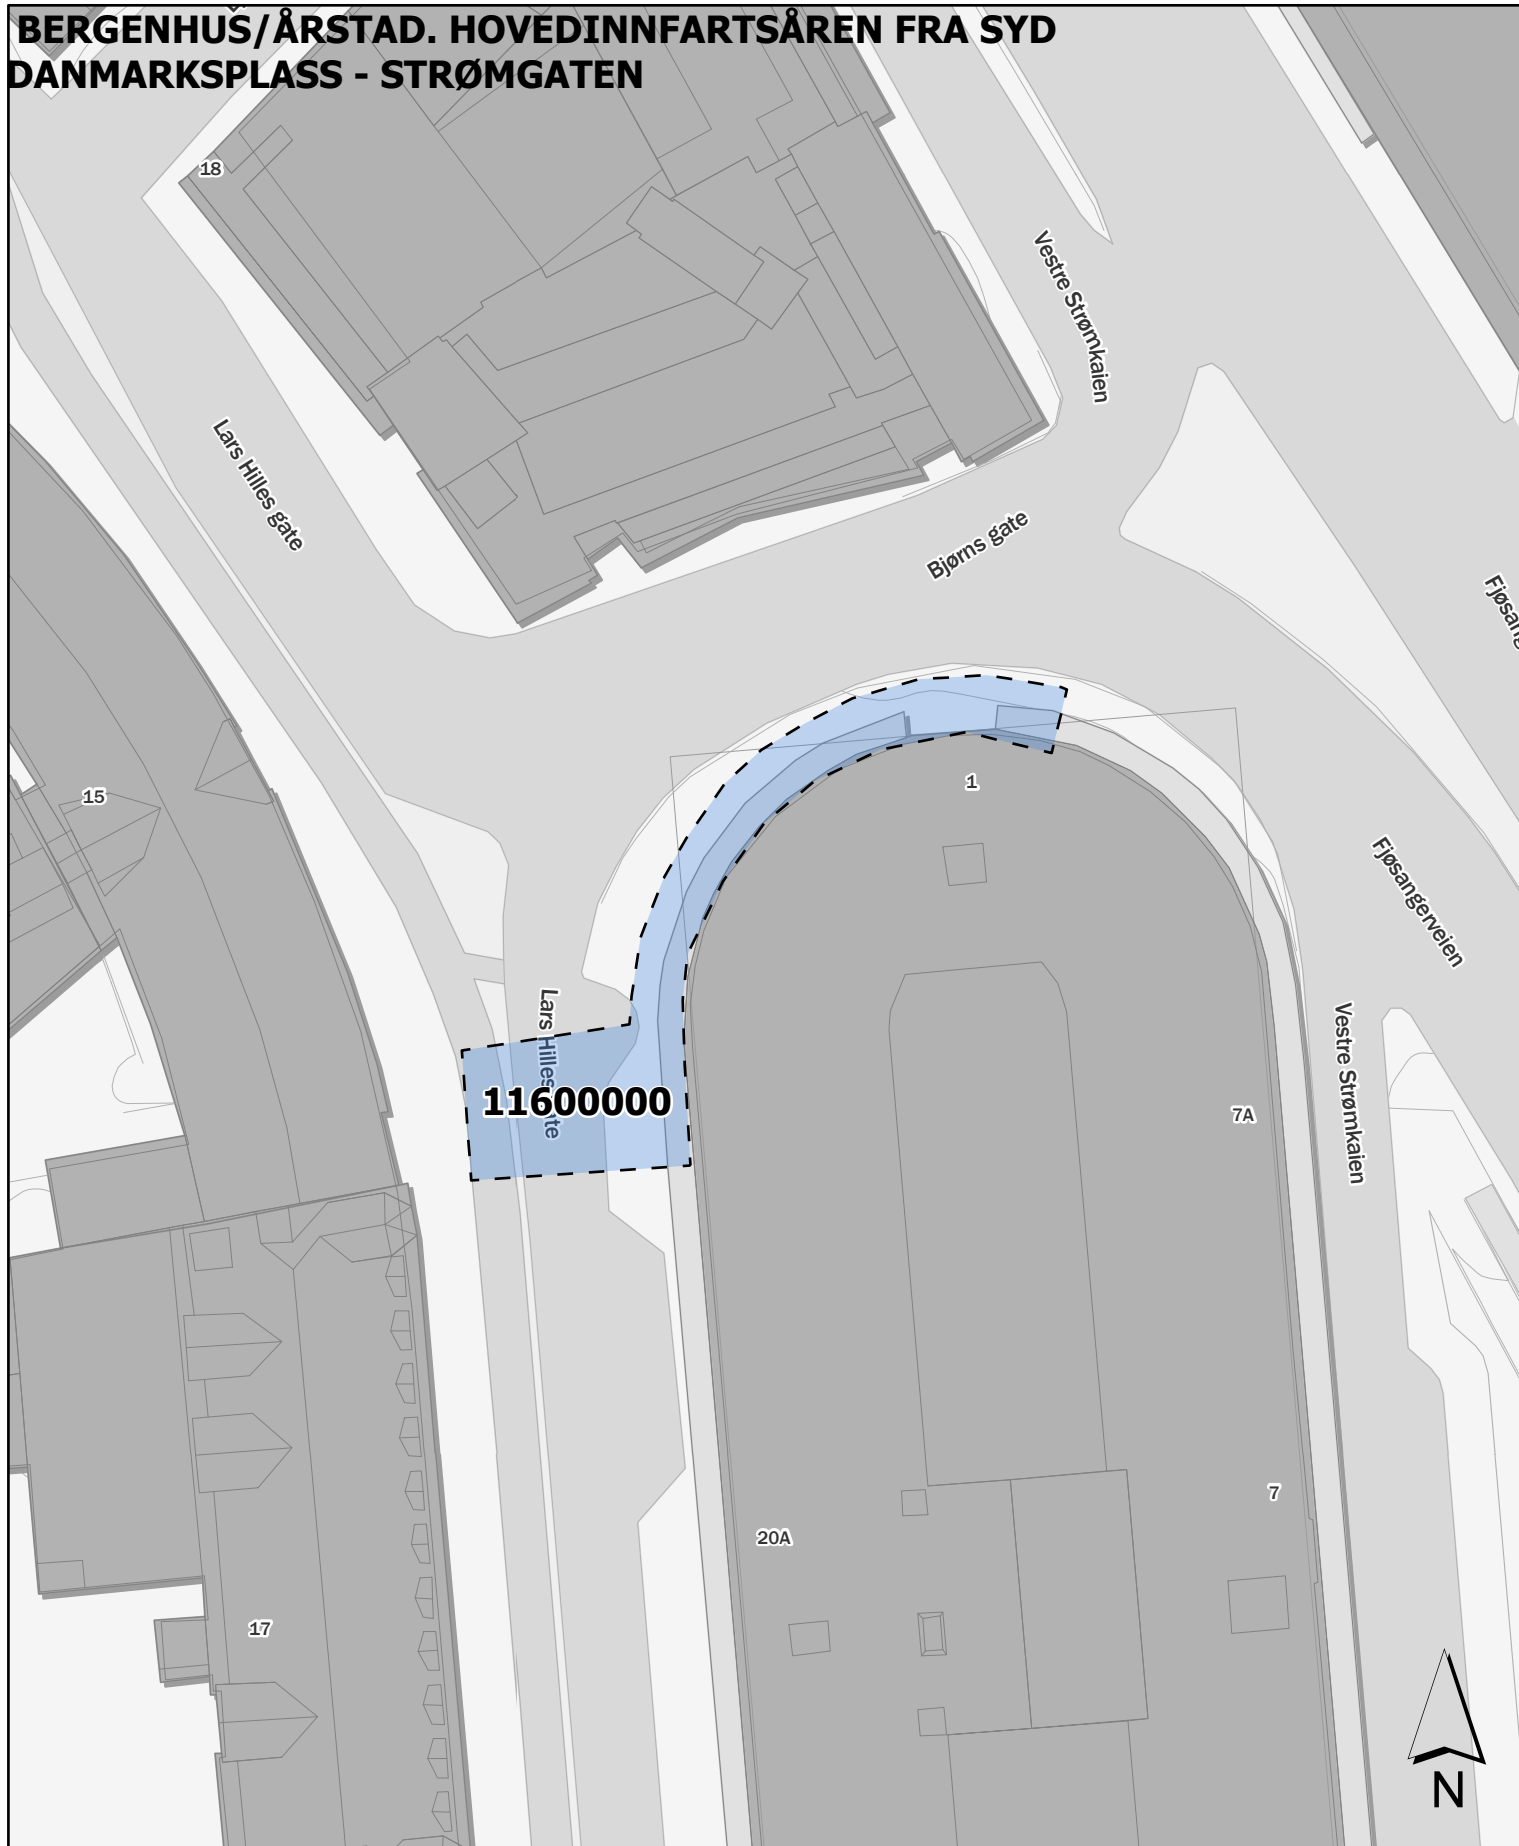 BERGENHUS/ÅRSTAD. HOVEDINNFARTSÅREN FRA SYD
DANMARKSPLASS - STRØMGATEN
18
Vestre Strømkaien
Lars Hilles gate
Bjørns gate
Fjøsang
15
1
Fjøsangerveien
Lars Hilles gate
Vestre Strømkaien
11600000
7A
7
20A
17
N